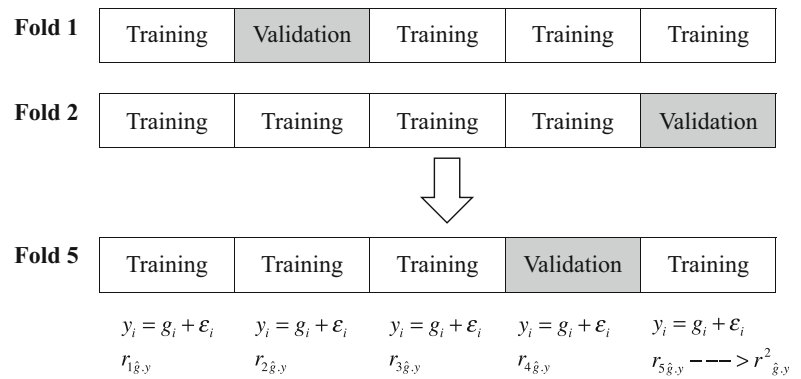 Fold 1 Training Validation Training Training Training
Fold 2 Training Training Training Training Validation
Fold 5 Training Training Training Validation Training
y_i = g_i + ε_i y_i = g_i + ε_i y_i = g_i + ε_i y_i = g_i + ε_i y_i = g_i + ε_i
r_{1ĝ.y} r_{2ĝ.y} r_{3ĝ.y} r_{4ĝ.y} r_{5ĝ.y} ---> r²_{ĝ.y}